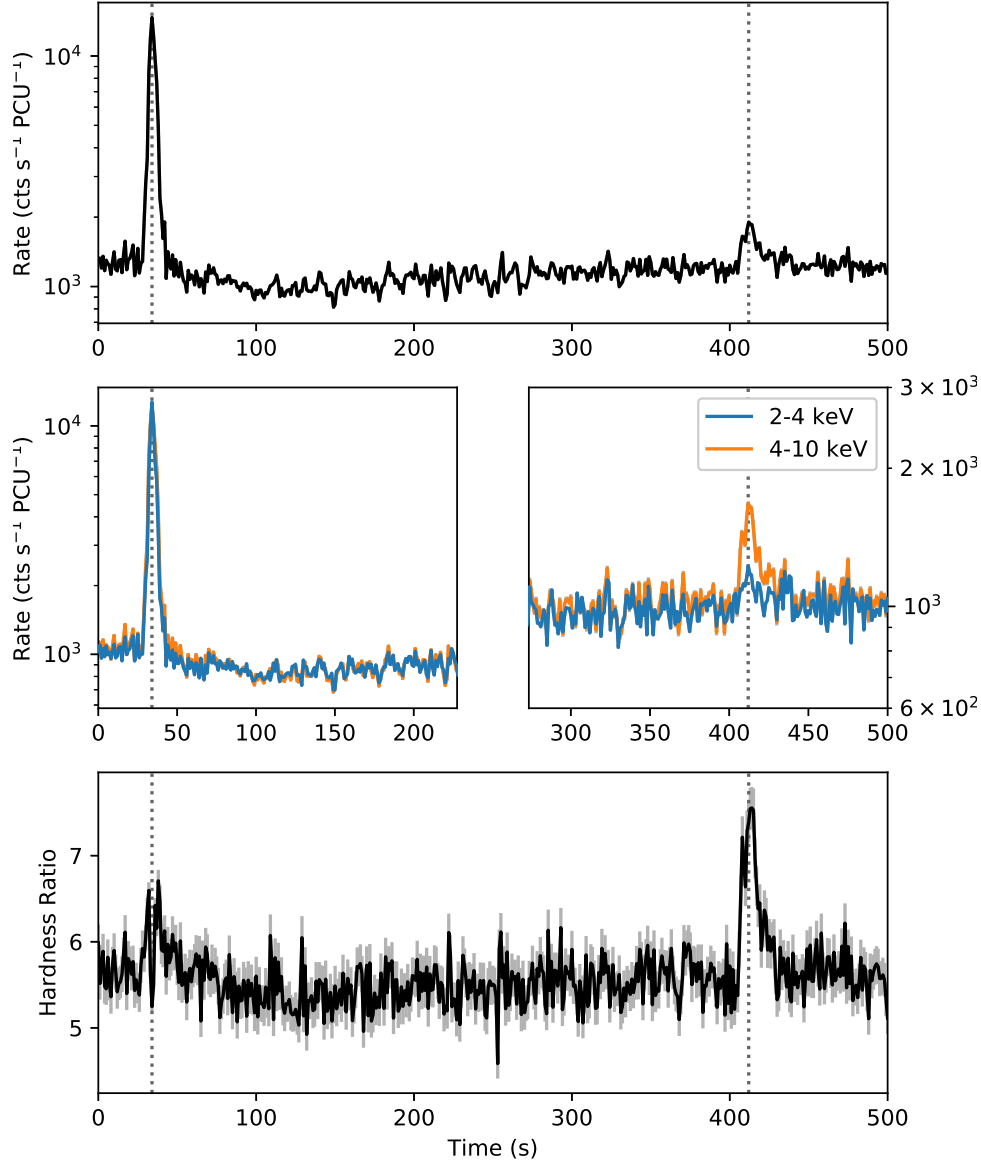 Rate (cts s⁻¹ PCU⁻¹)
10⁴
10³
0 100 200 300 400 500
Rate (cts s⁻¹ PCU⁻¹)
10⁴
10³
0 50 100 150 200
2-4 keV
4-10 keV
3 × 10³
2 × 10³
10³
6 × 10²
300 350 400 450 500
Hardness Ratio
7
6
5
0 100 200 300 400 500
Time (s)